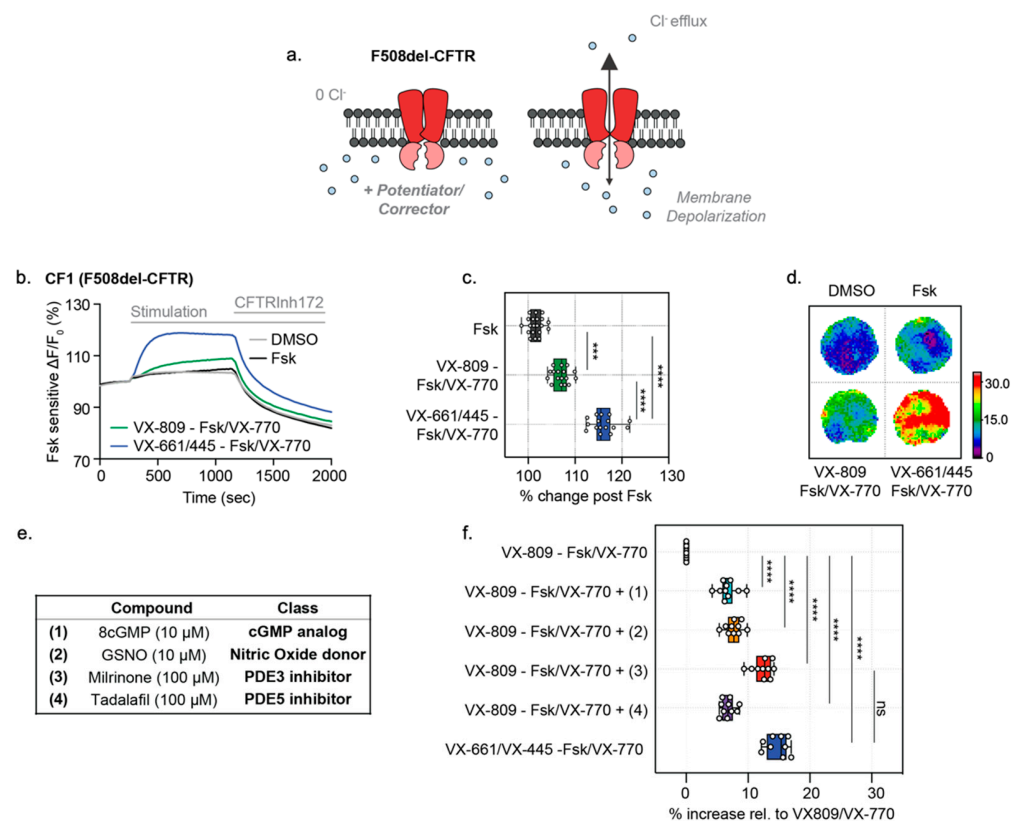 a.
F508del-CFTR
Cl- efflux
0 Cl-
+ Potentiator/
Corrector
Membrane
Depolarization
b. CF1 (F508del-CFTR)
Fsk sensitive ΔF/F0 (%)
130
110
90
70
Stimulation
CFTRInh172
DMSO
Fsk
VX-809 - Fsk/VX-770
VX-661/445 - Fsk/VX-770
0 500 1000 1500 2000
Time (sec)
c.
Fsk
VX-809 -
Fsk/VX-770
VX-661/445 -
Fsk/VX-770
***
****
****
100 110 120 130
% change post Fsk
d.
DMSO Fsk
30.0
15.0
0
VX-809 VX-661/445
Fsk/VX-770 Fsk/VX-770
e.
Compound Class
(1) 8cGMP (10 µM) cGMP analog
(2) GSNO (10 µM) Nitric Oxide donor
(3) Milrinone (100 µM) PDE3 inhibitor
(4) Tadalafil (100 µM) PDE5 inhibitor
f.
VX-809 - Fsk/VX-770
VX-809 - Fsk/VX-770 + (1)
VX-809 - Fsk/VX-770 + (2)
VX-809 - Fsk/VX-770 + (3)
VX-809 - Fsk/VX-770 + (4)
VX-661/VX-445 -Fsk/VX-770
****
****
****
****
****
ns
0 10 20 30
% increase rel. to VX809/VX-770